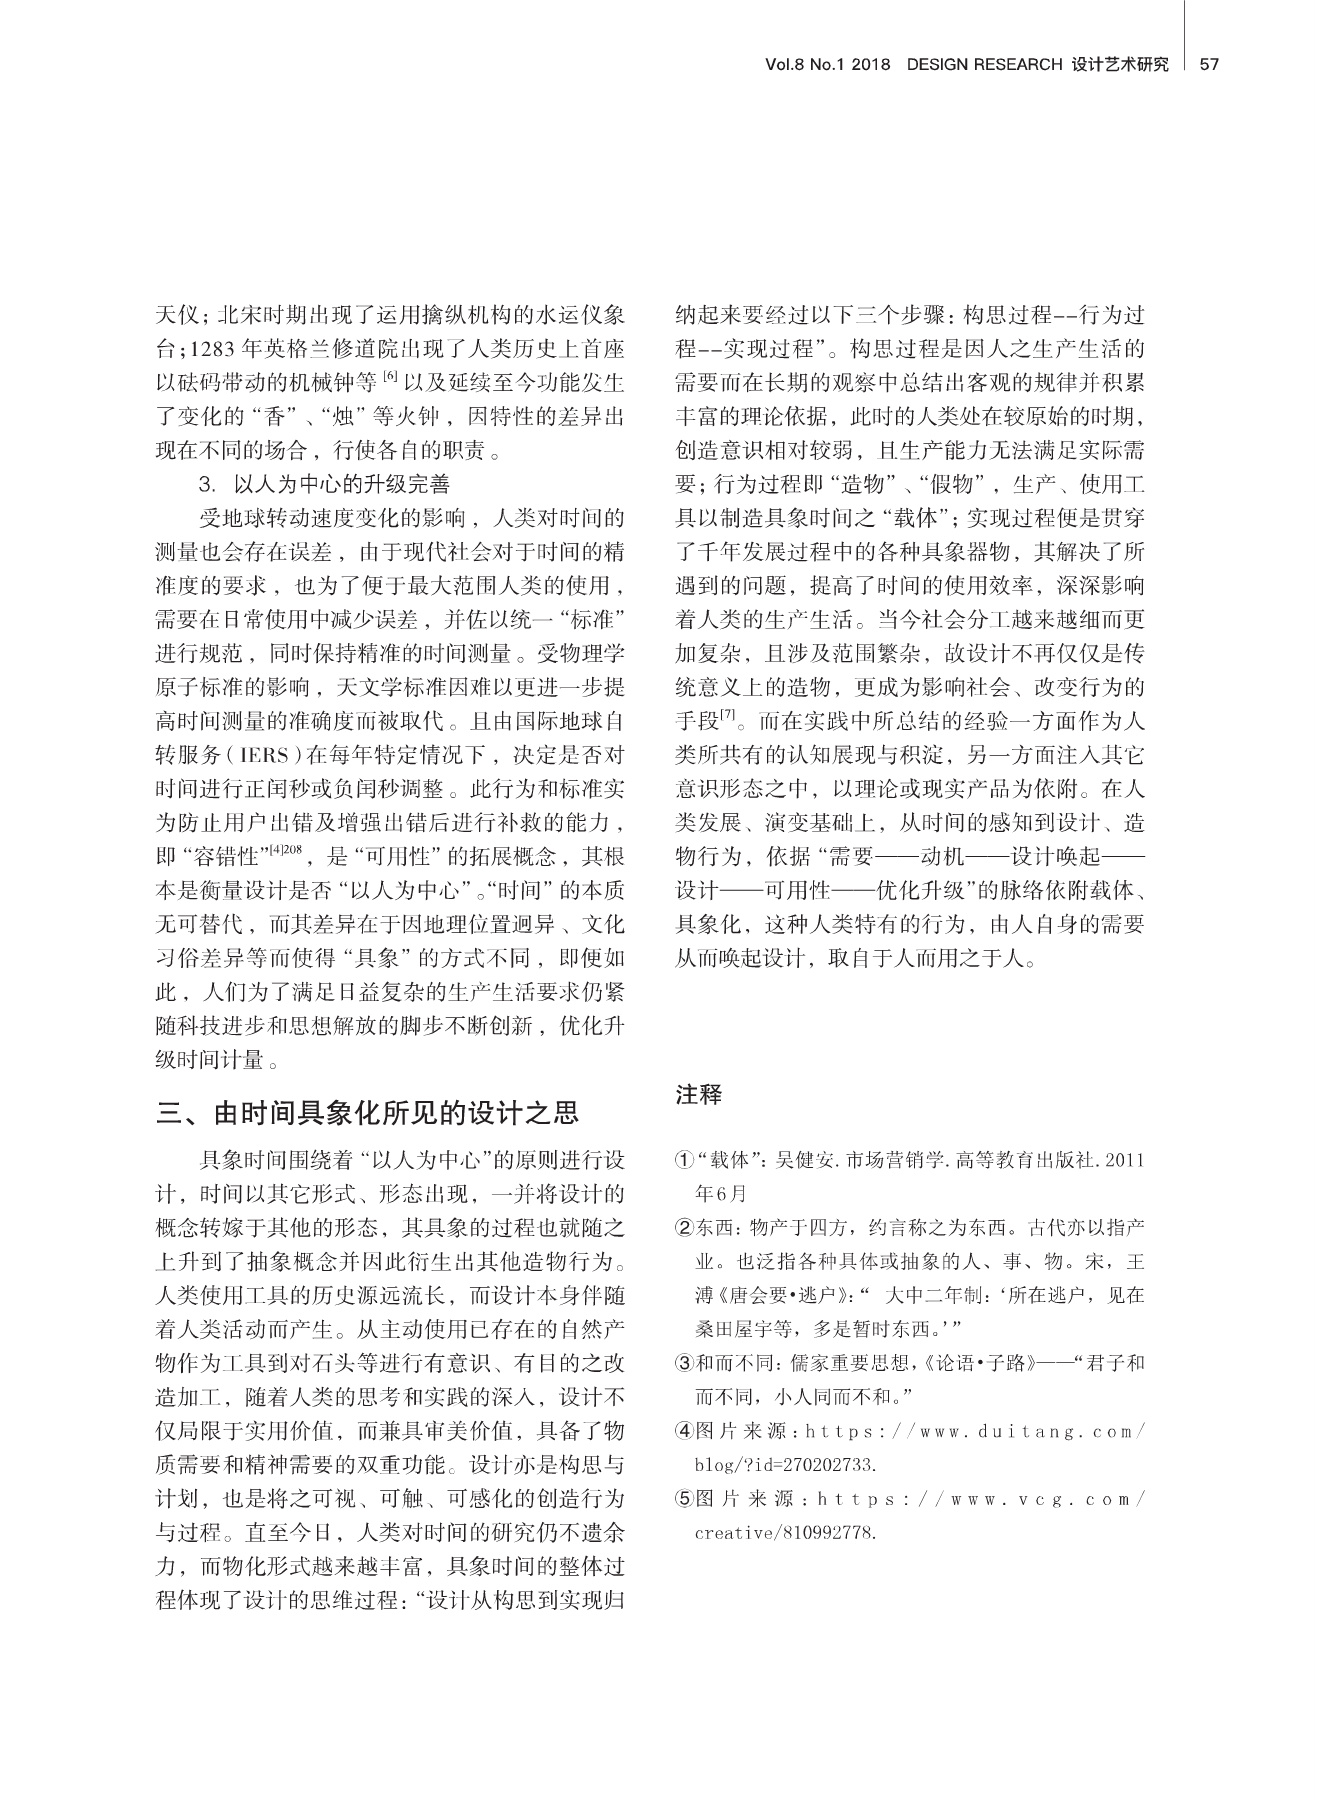 Vol.8 No.1 2018 DESIGN RESEARCH 设计艺术研究 57
天仪；北宋时期出现了运用擒纵机构的水运仪象
台；1283 年英格兰修道院出现了人类历史上首座
以砝码带动的机械钟等 [6] 以及延续至今功能发生
了变化的“香”、“烛”等火钟，因特性的差异出
现在不同的场合，行使各自的职责。
3. 以人为中心的升级完善
受地球转动速度变化的影响，人类对时间的
测量也会存在误差，由于现代社会对于时间的精
准度的要求，也为了便于最大范围人类的使用，
需要在日常使用中减少误差，并佐以统一“标准”
进行规范，同时保持精准的时间测量。受物理学
原子标准的影响，天文学标准因难以更进一步提
高时间测量的准确度而被取代。且由国际地球自
转服务（IERS）在每年特定情况下，决定是否对
时间进行正闰秒或负闰秒调整。此行为和标准实
为防止用户出错及增强出错后进行补救的能力，
即“容错性”[4]208，是“可用性”的拓展概念，其根
本是衡量设计是否“以人为中心”。“时间”的本质
无可替代，而其差异在于因地理位置迥异、文化
习俗差异等而使得“具象”的方式不同，即便如
此，人们为了满足日益复杂的生产生活要求仍紧
随科技进步和思想解放的脚步不断创新，优化升
级时间计量。
三、由时间具象化所见的设计之思
具象时间围绕着“以人为中心”的原则进行设
计，时间以其它形式、形态出现，一并将设计的
概念转嫁于其他的形态，其具象的过程也就随之
上升到了抽象概念并因此衍生出其他造物行为。
人类使用工具的历史源远流长，而设计本身伴随
着人类活动而产生。从主动使用已存在的自然产
物作为工具到对石头等进行有意识、有目的之改
造加工，随着人类的思考和实践的深入，设计不
仅局限于实用价值，而兼具审美价值，具备了物
质需要和精神需要的双重功能。设计亦是构思与
计划，也是将之可视、可触、可感化的创造行为
与过程。直至今日，人类对时间的研究仍不遗余
力，而物化形式越来越丰富，具象时间的整体过
程体现了设计的思维过程：“设计从构思到实现归
纳起来要经过以下三个步骤：构思过程--行为过
程--实现过程”。构思过程是因人之生产生活的
需要而在长期的观察中总结出客观的规律并积累
丰富的理论依据，此时的人类处在较原始的时期，
创造意识相对较弱，且生产能力无法满足实际需
要；行为过程即“造物”、“假物”，生产、使用工
具以制造具象时间之“载体”；实现过程便是贯穿
了千年发展过程中的各种具象器物，其解决了所
遇到的问题，提高了时间的使用效率，深深影响
着人类的生产生活。当今社会分工越来越细而更
加复杂，且涉及范围繁杂，故设计不再仅仅是传
统意义上的造物，更成为影响社会、改变行为的
手段[7]。而在实践中所总结的经验一方面作为人
类所共有的认知展现与积淀，另一方面注入其它
意识形态之中，以理论或现实产品为依附。在人
类发展、演变基础上，从时间的感知到设计、造
物行为，依据“需要——动机——设计唤起——
设计——可用性——优化升级”的脉络依附载体、
具象化，这种人类特有的行为，由人自身的需要
从而唤起设计，取自于人而用之于人。
注释
①“载体”：吴健安. 市场营销学. 高等教育出版社. 2011
年6月
②东西：物产于四方，约言称之为东西。古代亦以指产
业。也泛指各种具体或抽象的人、事、物。宋，王
溥《唐会要•逃户》：“ 大中二年制：‘所在逃户，见在
桑田屋宇等，多是暂时东西。’”
③和而不同：儒家重要思想，《论语•子路》——“君子和
而不同，小人同而不和。”
④图片来源：https://www.duitang.com/
blog/?id=270202733.
⑤图片来源：https://www.vcg.com/
creative/810992778.